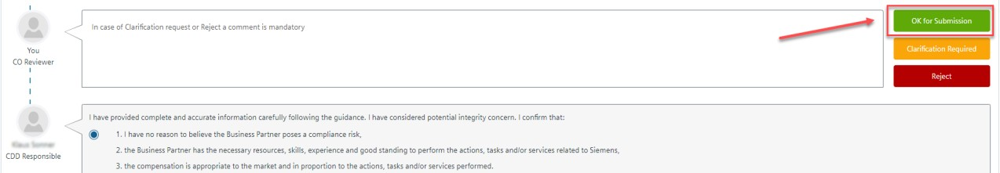 In case of Clarification request or Reject a comment is mandatory
OK for Submission
Clarification Required
Reject
You
CO Reviewer
I have provided complete and accurate information carefully following the guidance. I have considered potential integrity concern. I confirm that:
1. I have no reason to believe the Business Partner poses a compliance risk,
2. the Business Partner has the necessary resources, skills, experience and good standing to perform the actions, tasks and/or services related to Siemens,
3. the compensation is appropriate to the market and in proportion to the actions, tasks and/or services performed.
CDD Responsible